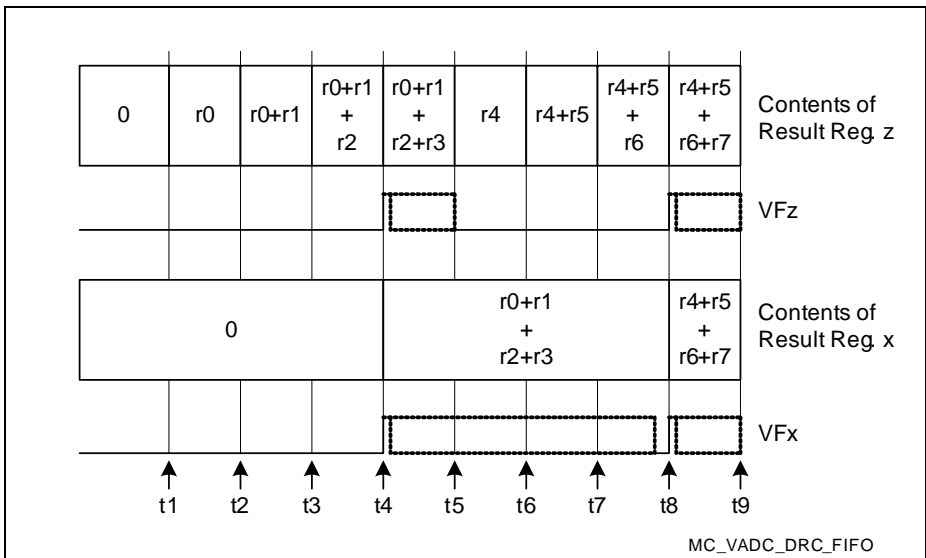 0 r0 r0+r1 r0+r1 + r2 r0+r1 + r2+r3 r4 r4+r5 r4+r5 + r6 r4+r5 + r6+r7
Contents of
Result Reg. z
VFz
0 r0+r1 + r2+r3 r4+r5 + r6+r7
Contents of
Result Reg. x
VFx
t1 t2 t3 t4 t5 t6 t7 t8 t9
MC_VADC_DRC_FIFO